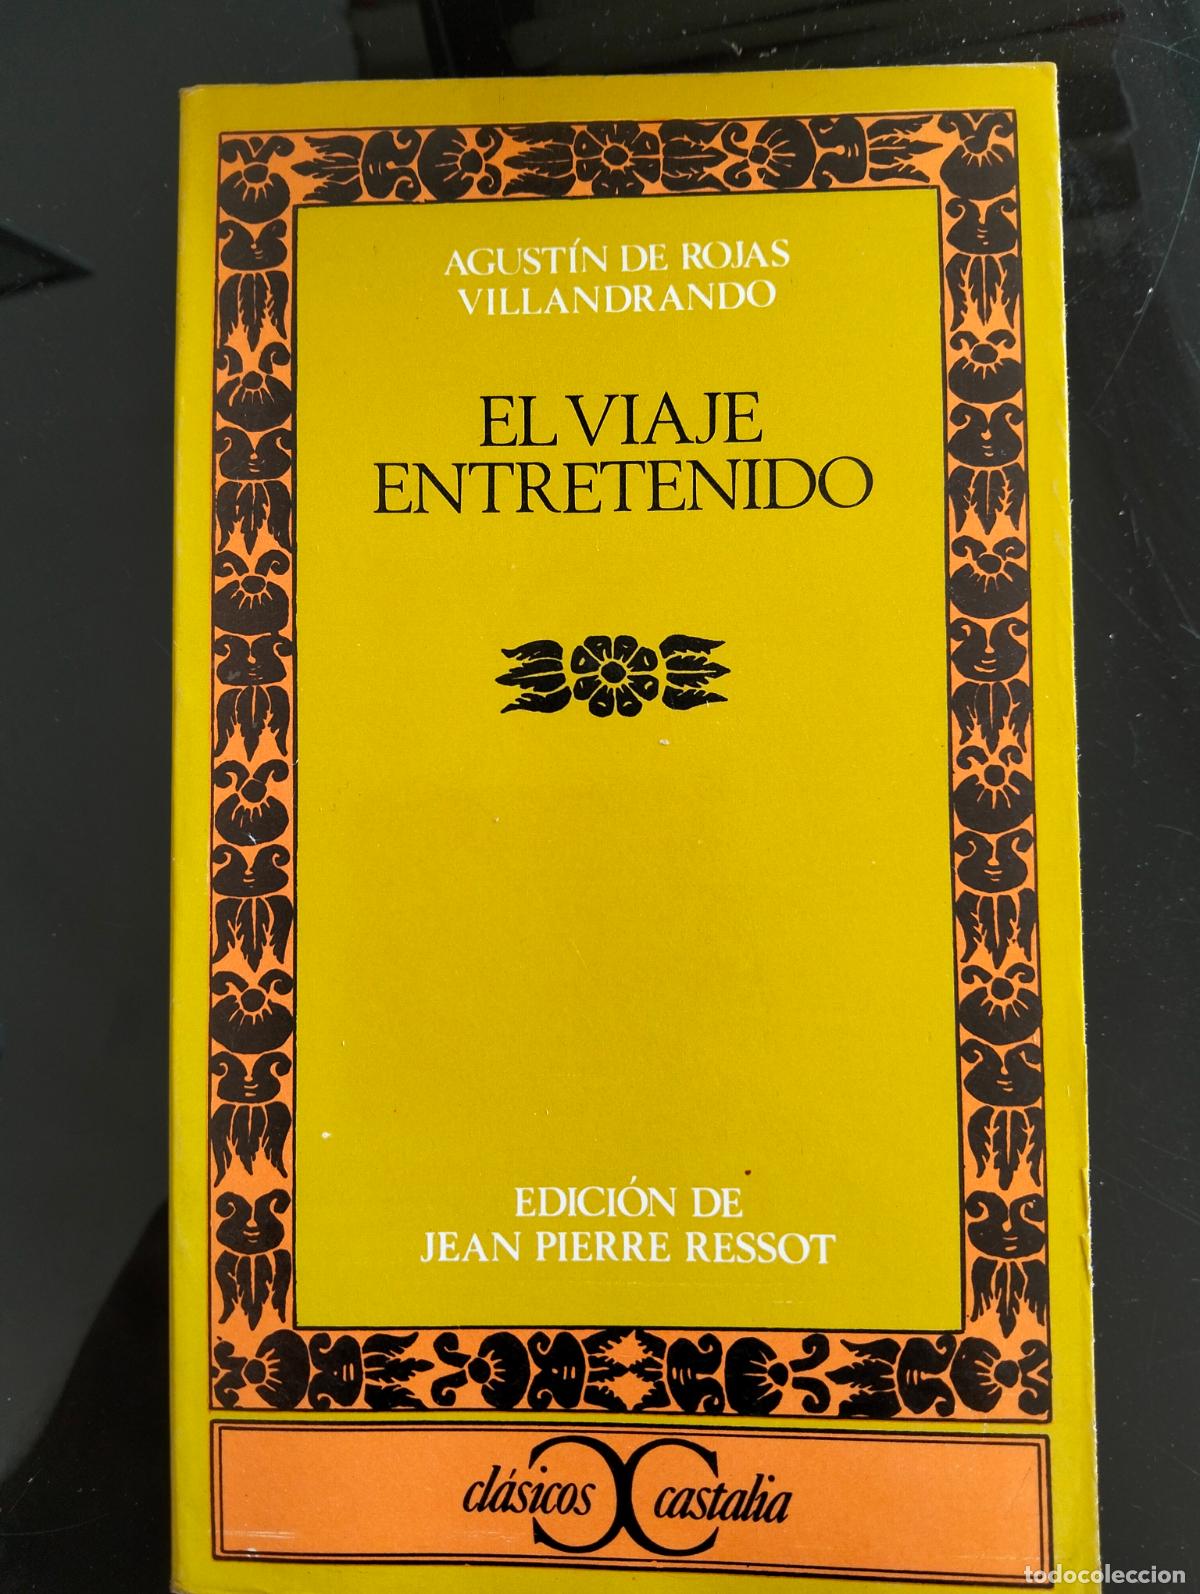 AGUSTÍN DE ROJAS
VILLANDRANDO
EL VIAJE
ENTRETENIDO
EDICIÓN DE
JEAN PIERRE RESSOT
clásicos castalia
todocoleccion